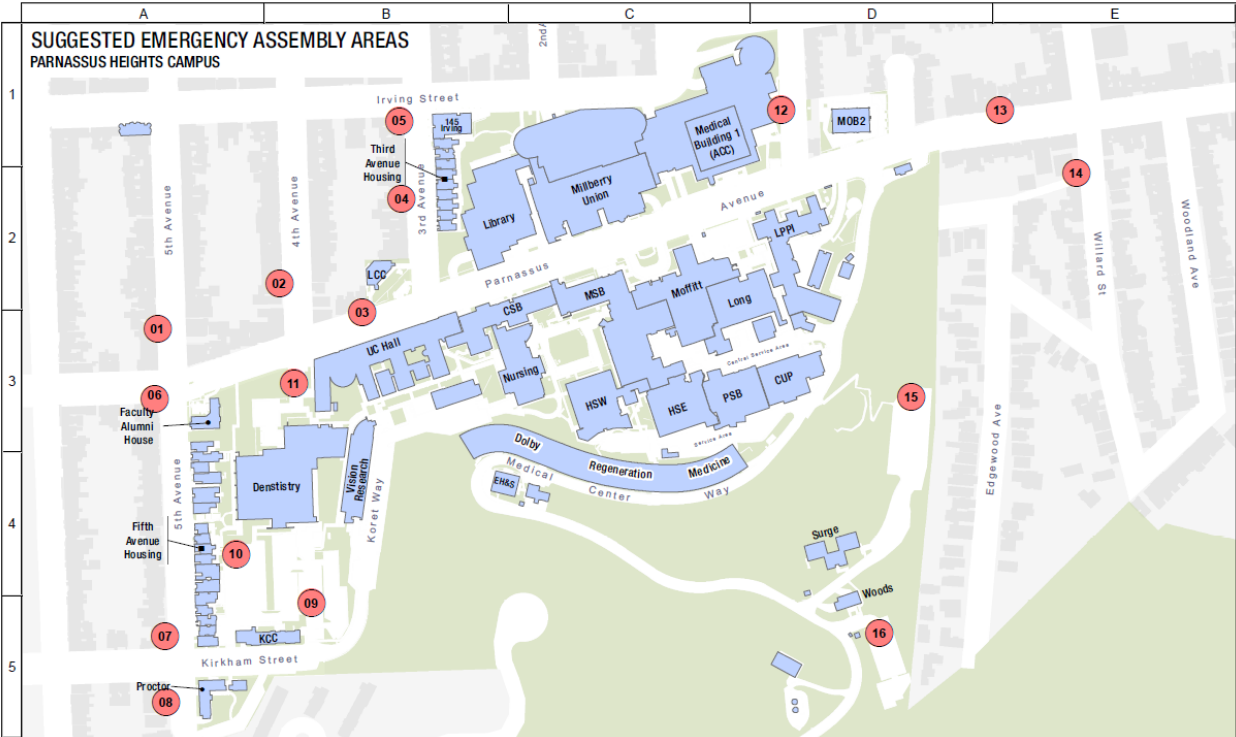 A B C D E
SUGGESTED EMERGENCY ASSEMBLY AREAS
PARNASSUS HEIGHTS CAMPUS
1
2
3
4
5
Irving Street
05
145
Irving
Third
Avenue
Housing
04
3rd Avenue
5th Avenue
4th Avenue
Medical
Building 1
(ACC)
12
MOB2
13
14
Millberry
Union
Library
Parnassus
Avenue
LPPI
Willard St
Woodland Ave
02
LCC
03
01
CSB
MSB
Moffitt
Long
UC Hall
Nursing
Central Service Area
11
06
Faculty
Alumni
House
HSW
HSE
PSB
CUP
Service Area
15
Edgewood Ave
Dolby
Regeneration
Medicine
Medical
Center
Way
EH&S
Denstistry
Vision
Research
Koret Way
5th Avenue
Fifth
Avenue
Housing
10
09
Surge
Woods
16
07
KCC
Kirkham Street
Proctor
08